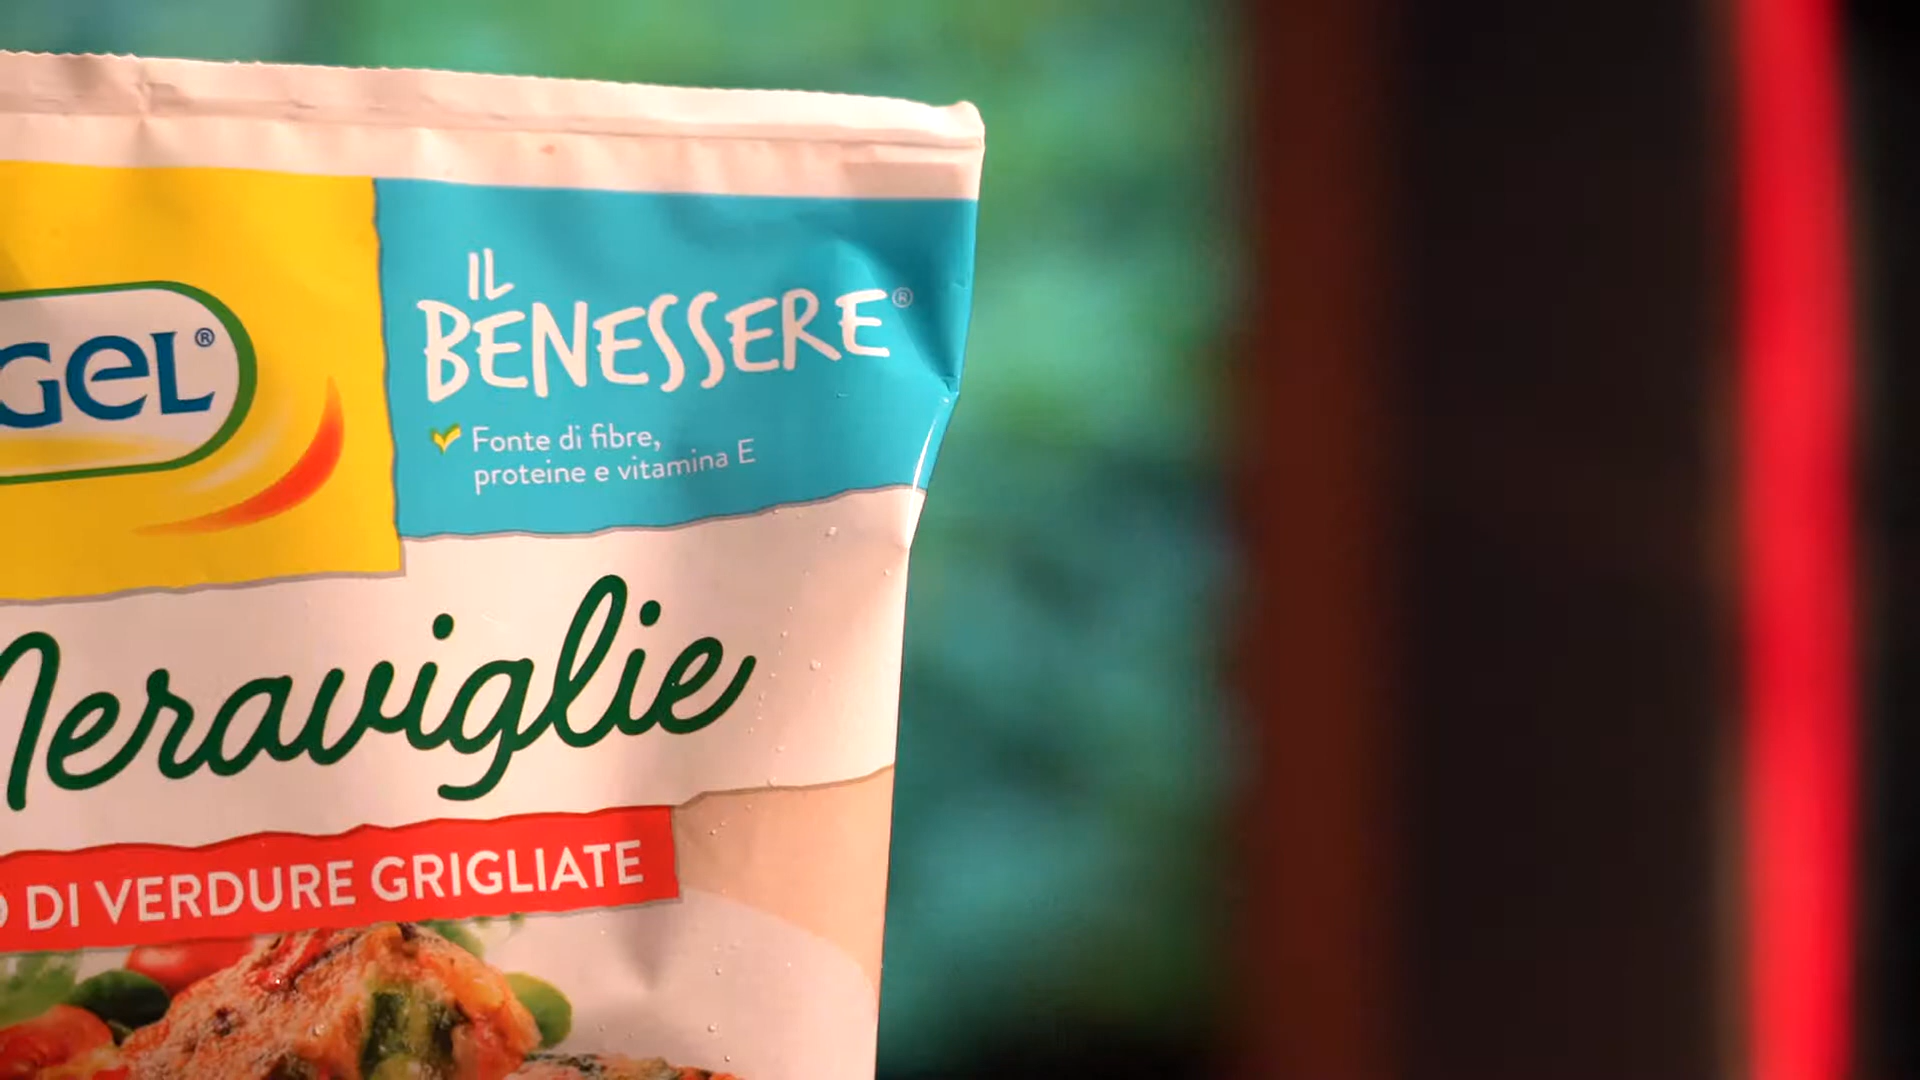 IL
BENESSERE®
GEL®
Fonte di fibre,
proteine e vitamina E
Meraviglie
DI VERDURE GRIGLIATE